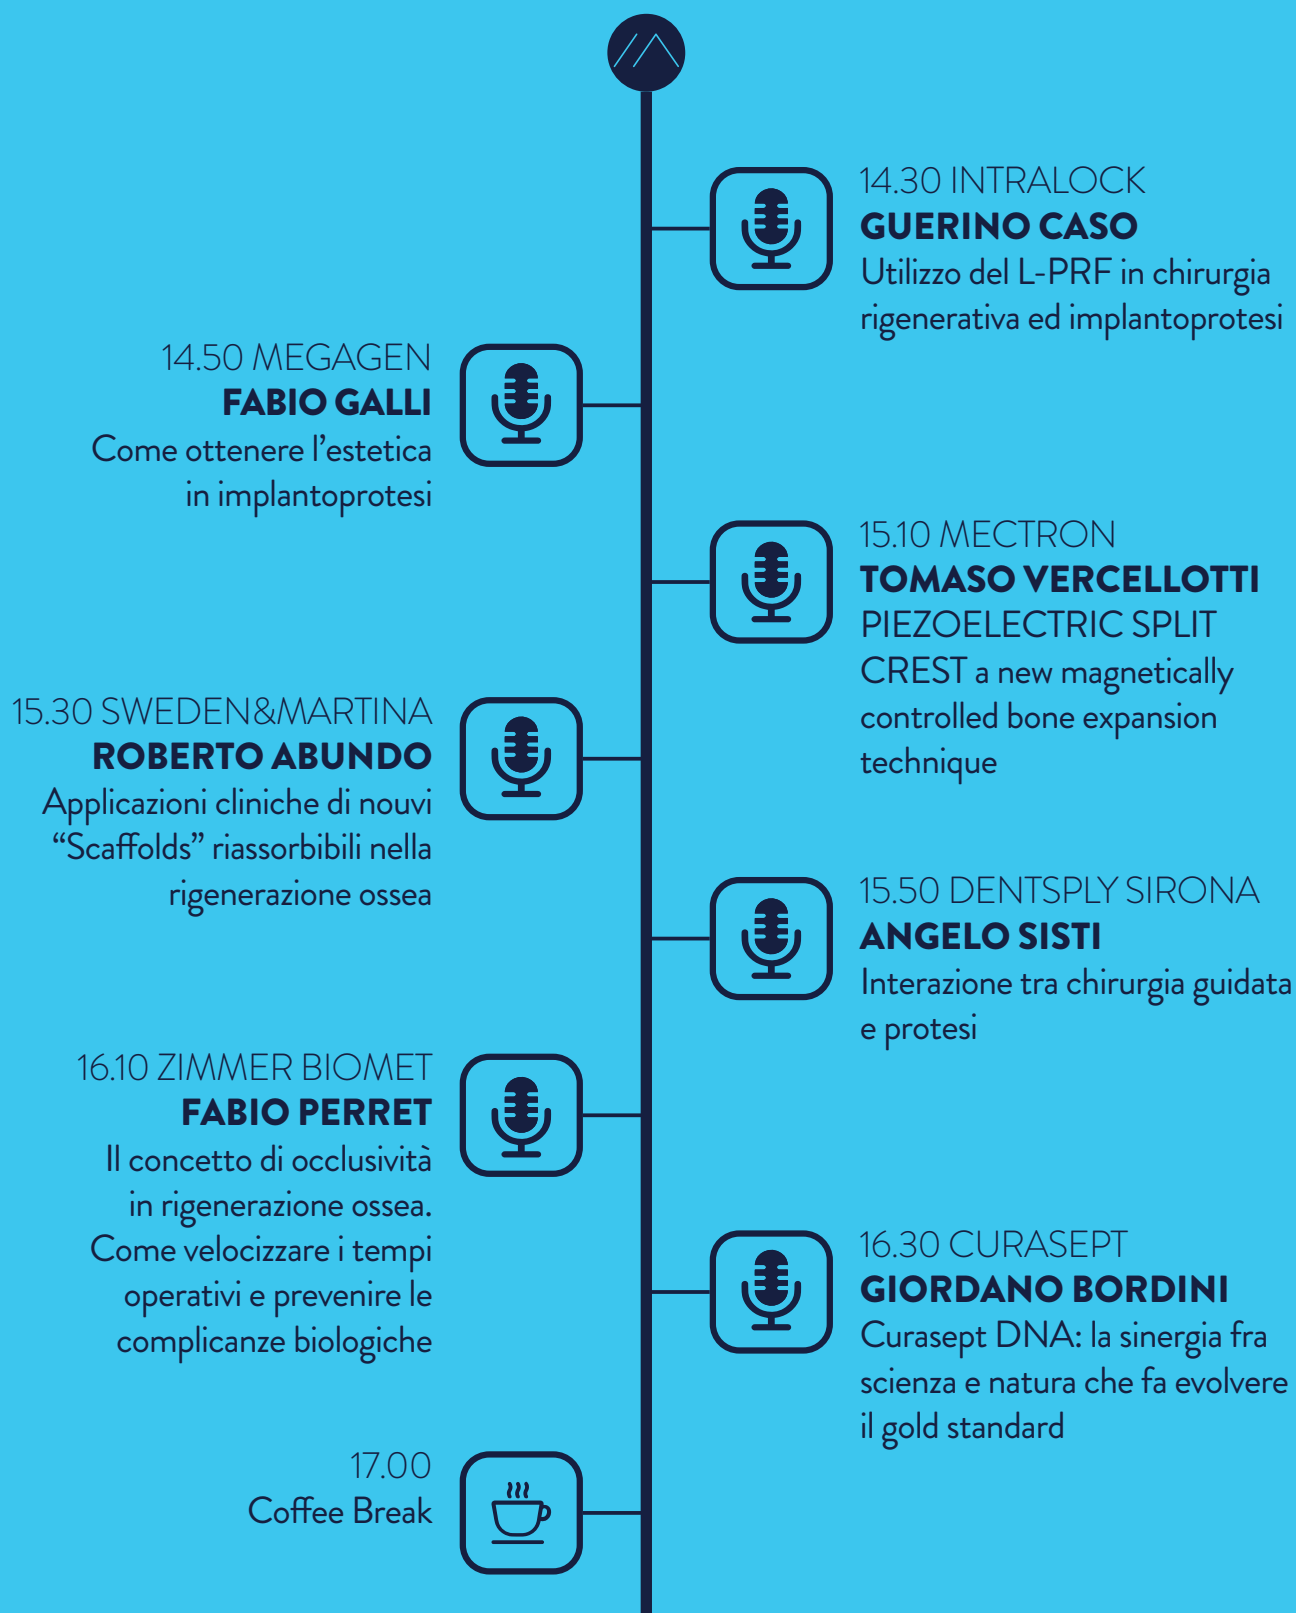 14.30 INTRALOCK
GUERINO CASO
Utilizzo del L-PRF in chirurgia
rigenerativa ed implantoprotesi
14.50 MEGAGEN
FABIO GALLI
Come ottenere l’estetica
in implantoprotesi
15.10 MECTRON
TOMASO VERCELLOTTI
PIEZOELECTRIC SPLIT
CREST a new magnetically
controlled bone expansion
technique
15.30 SWEDEN&MARTINA
ROBERTO ABUNDO
Applicazioni cliniche di nouvi
“Scaffolds” riassorbibili nella
rigenerazione ossea
15.50 DENTSPLY SIRONA
ANGELO SISTI
Interazione tra chirurgia guidata
e protesi
16.10 ZIMMER BIOMET
FABIO PERRET
Il concetto di occlusività
in rigenerazione ossea.
Come velocizzare i tempi
operativi e prevenire le
complicanze biologiche
16.30 CURASEPT
GIORDANO BORDINI
Curasept DNA: la sinergia fra
scienza e natura che fa evolvere
il gold standard
17.00
Coffee Break